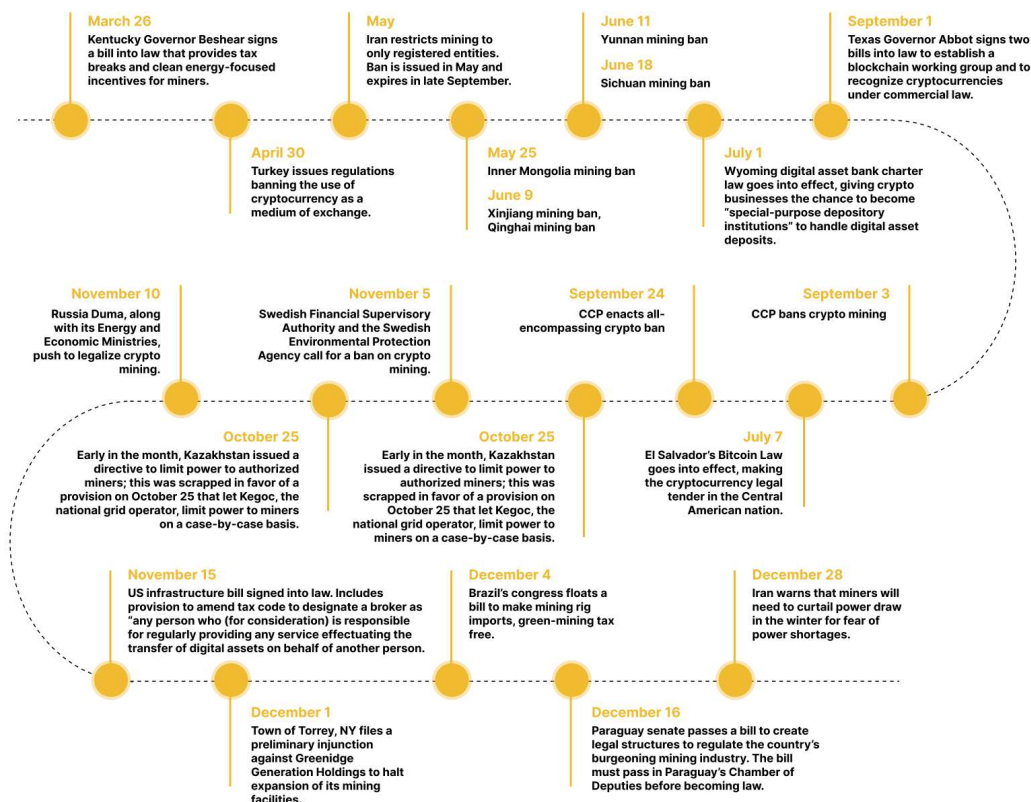 March 26
Kentucky Governor Beshear signs
a bill into law that provides tax
breaks and clean energy-focused
incentives for miners.
April 30
Turkey issues regulations
banning the use of
cryptocurrency as a
medium of exchange.
May
Iran restricts mining to
only registered entities.
Ban is issued in May and
expires in late September.
May 25
Inner Mongolia mining ban
June 9
Xinjiang mining ban,
Qinghai mining ban
June 11
Yunnan mining ban
June 18
Sichuan mining ban
July 1
Wyoming digital asset bank charter
law goes into effect, giving crypto
businesses the chance to become
“special-purpose depository
institutions” to handle digital asset
deposits.
September 1
Texas Governor Abbot signs two
bills into law to establish a
blockchain working group and to
recognize cryptocurrencies
under commercial law.
September 3
CCP bans crypto mining
July 7
El Salvador’s Bitcoin Law
goes into effect, making
the cryptocurrency legal
tender in the Central
American nation.
September 24
CCP enacts all-
encompassing crypto ban
October 25
Early in the month, Kazakhstan
issued a directive to limit power to
authorized miners; this was
scrapped in favor of a provision on
October 25 that let Kegoc, the
national grid operator, limit power to
miners on a case-by-case basis.
November 5
Swedish Financial Supervisory
Authority and the Swedish
Environmental Protection
Agency call for a ban on crypto
mining.
October 25
Early in the month, Kazakhstan issued a
directive to limit power to authorized
miners; this was scrapped in favor of a
provision on October 25 that let Kegoc, the
national grid operator, limit power to miners
on a case-by-case basis.
November 10
Russia Duma, along
with its Energy and
Economic Ministries,
push to legalize crypto
mining.
November 15
US infrastructure bill signed into law. Includes
provision to amend tax code to designate a broker as
“any person who (for consideration) is responsible
for regularly providing any service effectuating the
transfer of digital assets on behalf of another person.
December 1
Town of Torrey, NY files a
preliminary injunction
against Greenidge
Generation Holdings to halt
expansion of its mining
facilities.
December 4
Brazil’s congress floats a
bill to make mining rig
imports, green-mining tax
free.
December 16
Paraguay senate passes a bill to create
legal structures to regulate the country’s
burgeoning mining industry. The bill
must pass in Paraguay’s Chamber of
Deputies before becoming law.
December 28
Iran warns that miners will
need to curtail power draw
in the winter for fear of
power shortages.